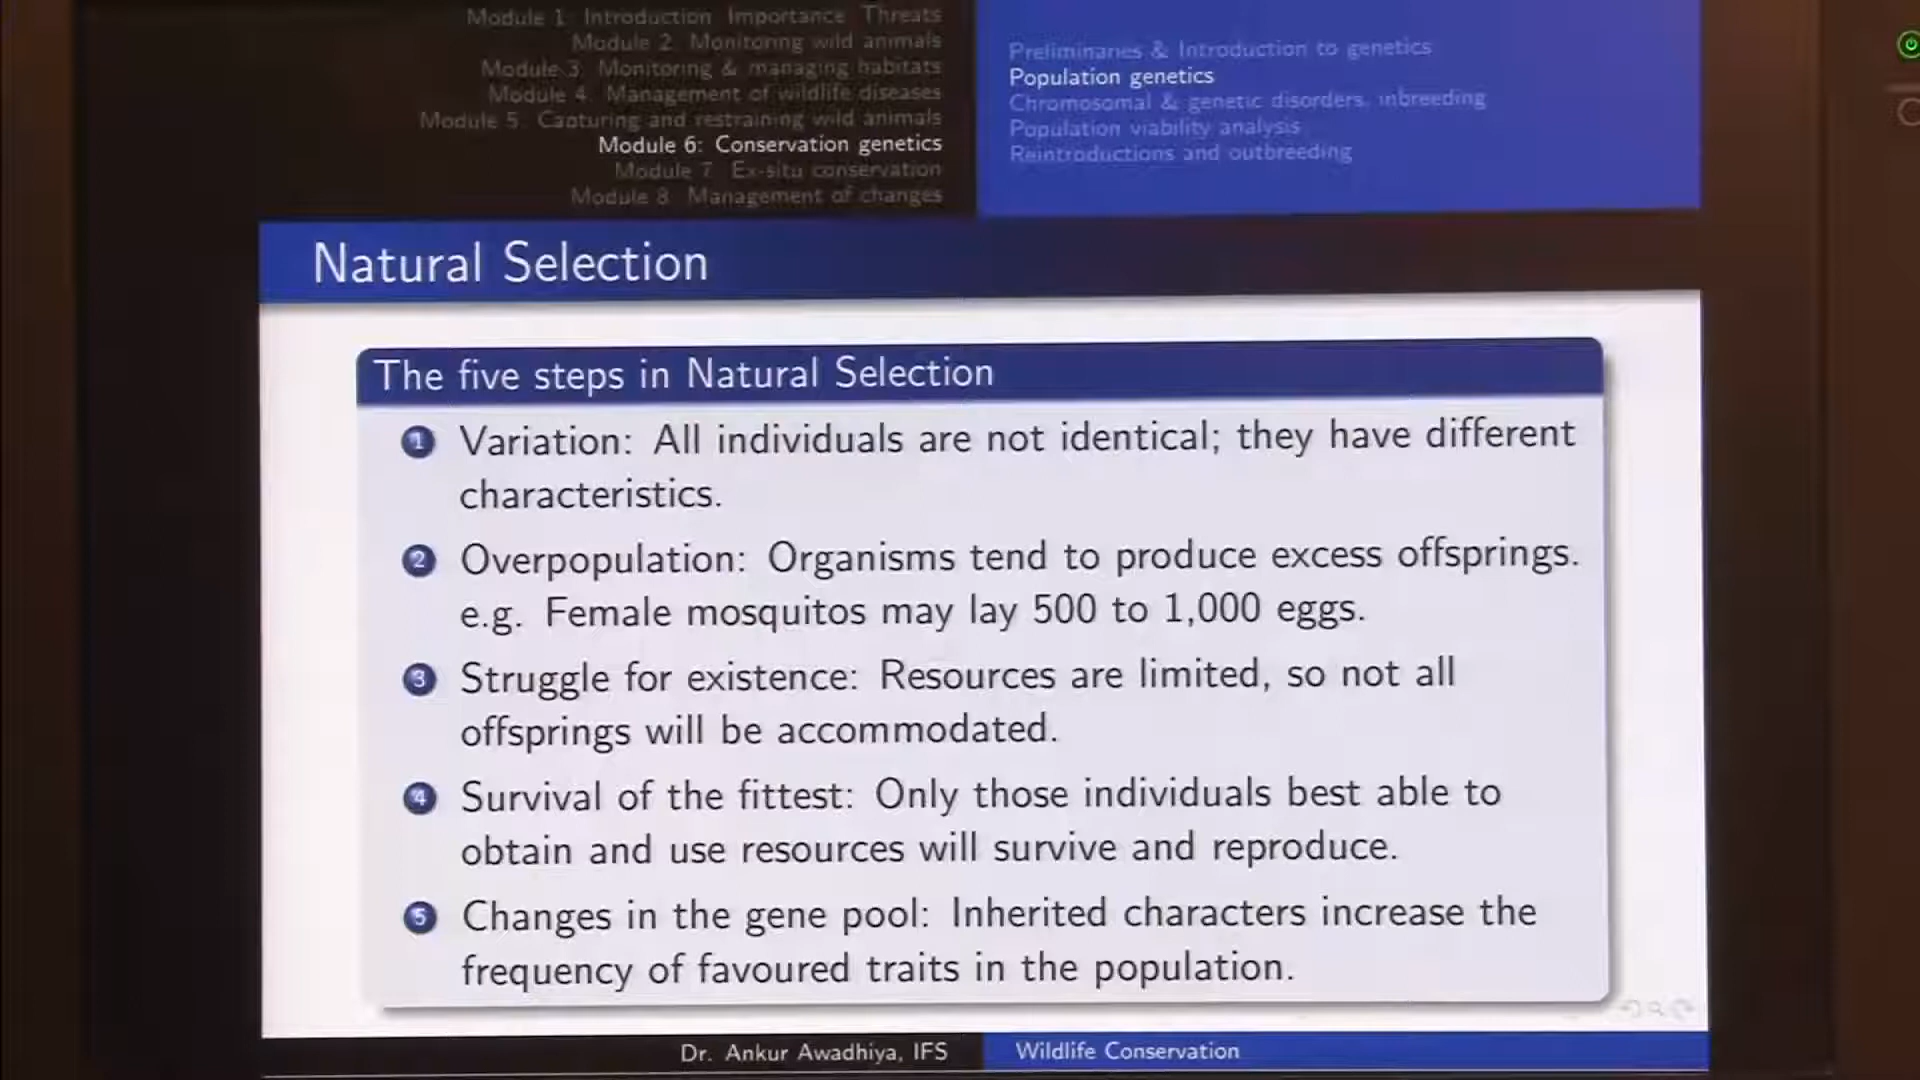 Module 1: Introduction Importance Threats
Module 2: Monitoring wild animals
Module 3: Monitoring & managing habitats
Module 4: Management of wildlife diseases
Module 5: Capturing and restraining wild animals
Module 6: Conservation genetics
Module 7: Ex-situ conservation
Module 8: Management of changes
Preliminaries & Introduction to genetics
Population genetics
Chromosomal & genetic disorders, inbreeding
Population viability analysis
Reintroductions and outbreeding
Natural Selection
The five steps in Natural Selection
1 Variation: All individuals are not identical; they have different
characteristics.
2 Overpopulation: Organisms tend to produce excess offsprings.
e.g. Female mosquitos may lay 500 to 1,000 eggs.
3 Struggle for existence: Resources are limited, so not all
offsprings will be accommodated.
4 Survival of the fittest: Only those individuals best able to
obtain and use resources will survive and reproduce.
5 Changes in the gene pool: Inherited characters increase the
frequency of favoured traits in the population.
Dr. Ankur Awadhiya, IFS
Wildlife Conservation